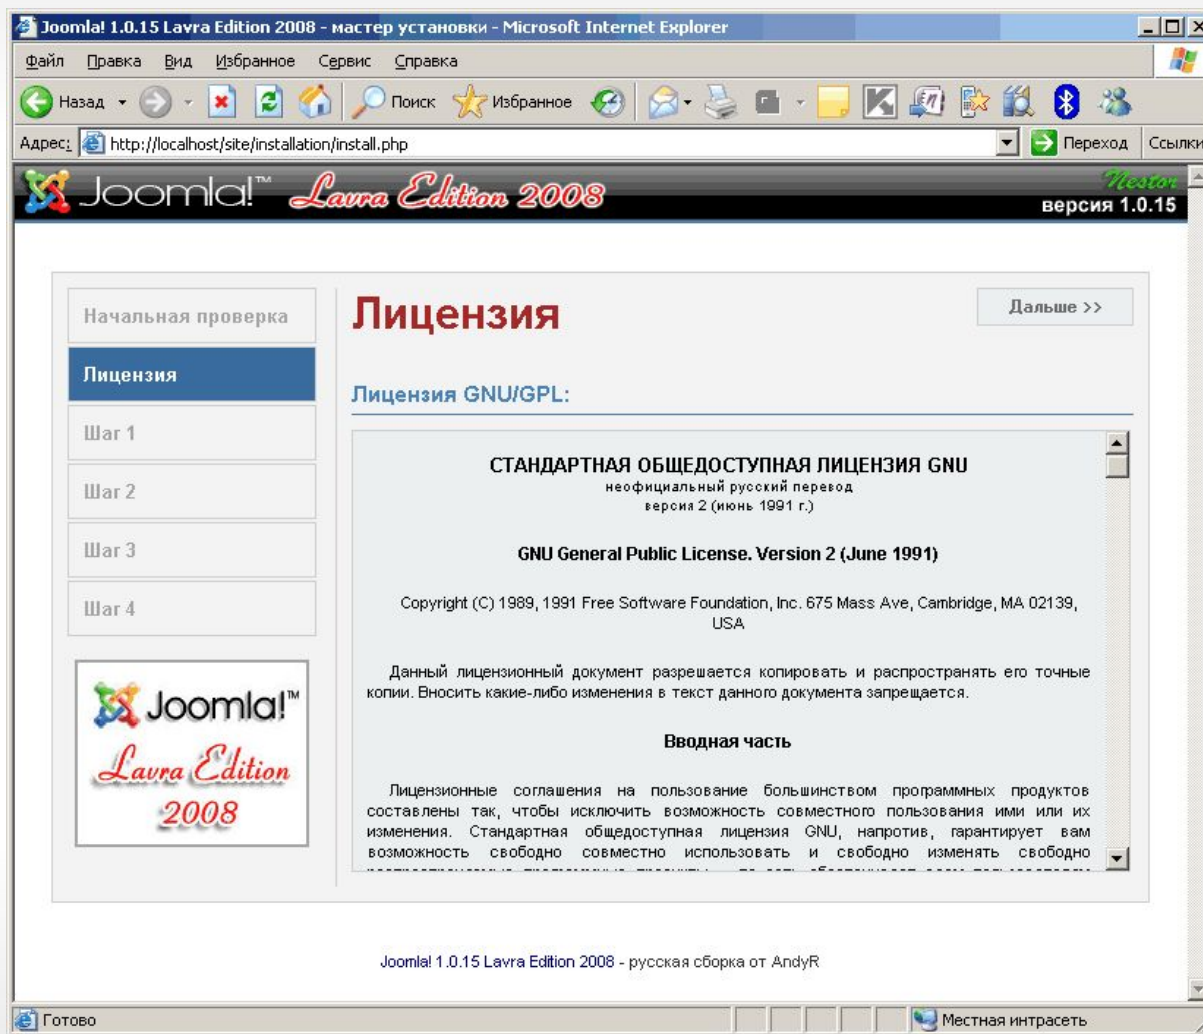 Joomla! 1.0.15 Lavra Edition 2008 - мастер установки - Microsoft Internet Explorer
Файл Правка Вид Избранное Сервис Справка
Назад Поиск Избранное
Адрес: http://localhost/site/installation/install.php Переход Ссылки
Joomla!™ Lavra Edition 2008
Nestor
версия 1.0.15
Начальная проверка
Лицензия
Шаг 1
Шаг 2
Шаг 3
Шаг 4
Joomla!™
Lavra Edition
2008
Лицензия
Дальше >>
Лицензия GNU/GPL:
СТАНДАРТНАЯ ОБЩЕДОСТУПНАЯ ЛИЦЕНЗИЯ GNU
неофициальный русский перевод
версия 2 (июнь 1991 г.)
GNU General Public License. Version 2 (June 1991)
Copyright (C) 1989, 1991 Free Software Foundation, Inc. 675 Mass Ave, Cambridge, MA 02139,
USA
Данный лицензионный документ разрешается копировать и распространять его точные
копии. Вносить какие-либо изменения в текст данного документа запрещается.
Вводная часть
Лицензионные соглашения на пользование большинством программных продуктов
составлены так, чтобы исключить возможность совместного пользования ими или их
изменения. Стандартная общедоступная лицензия GNU, напротив, гарантирует вам
возможность свободно совместно использовать и свободно изменять свободно
Joomla! 1.0.15 Lavra Edition 2008 - русская сборка от AndyR
Готово Местная интрасеть